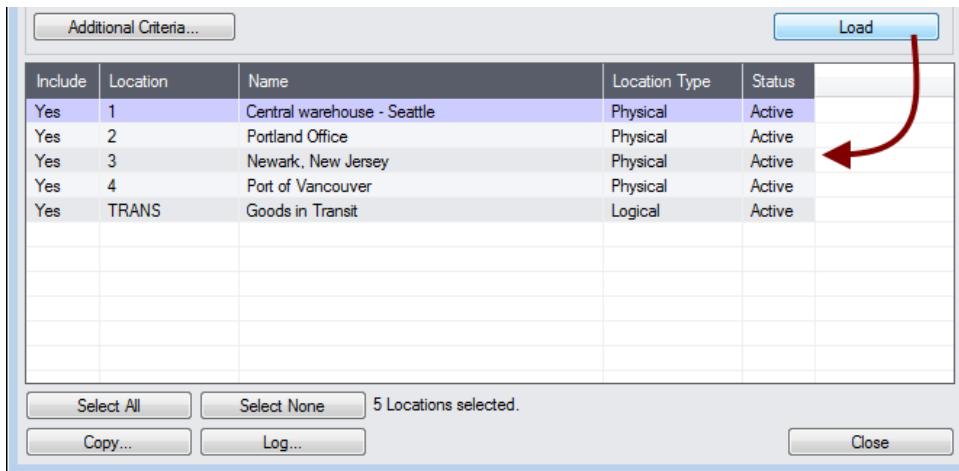 Additional Criteria... Load
Include Location Name Location Type Status
Yes 1 Central warehouse - Seattle Physical Active
Yes 2 Portland Office Physical Active
Yes 3 Newark, New Jersey Physical Active
Yes 4 Port of Vancouver Physical Active
Yes TRANS Goods in Transit Logical Active
Select All Select None 5 Locations selected.
Copy... Log... Close